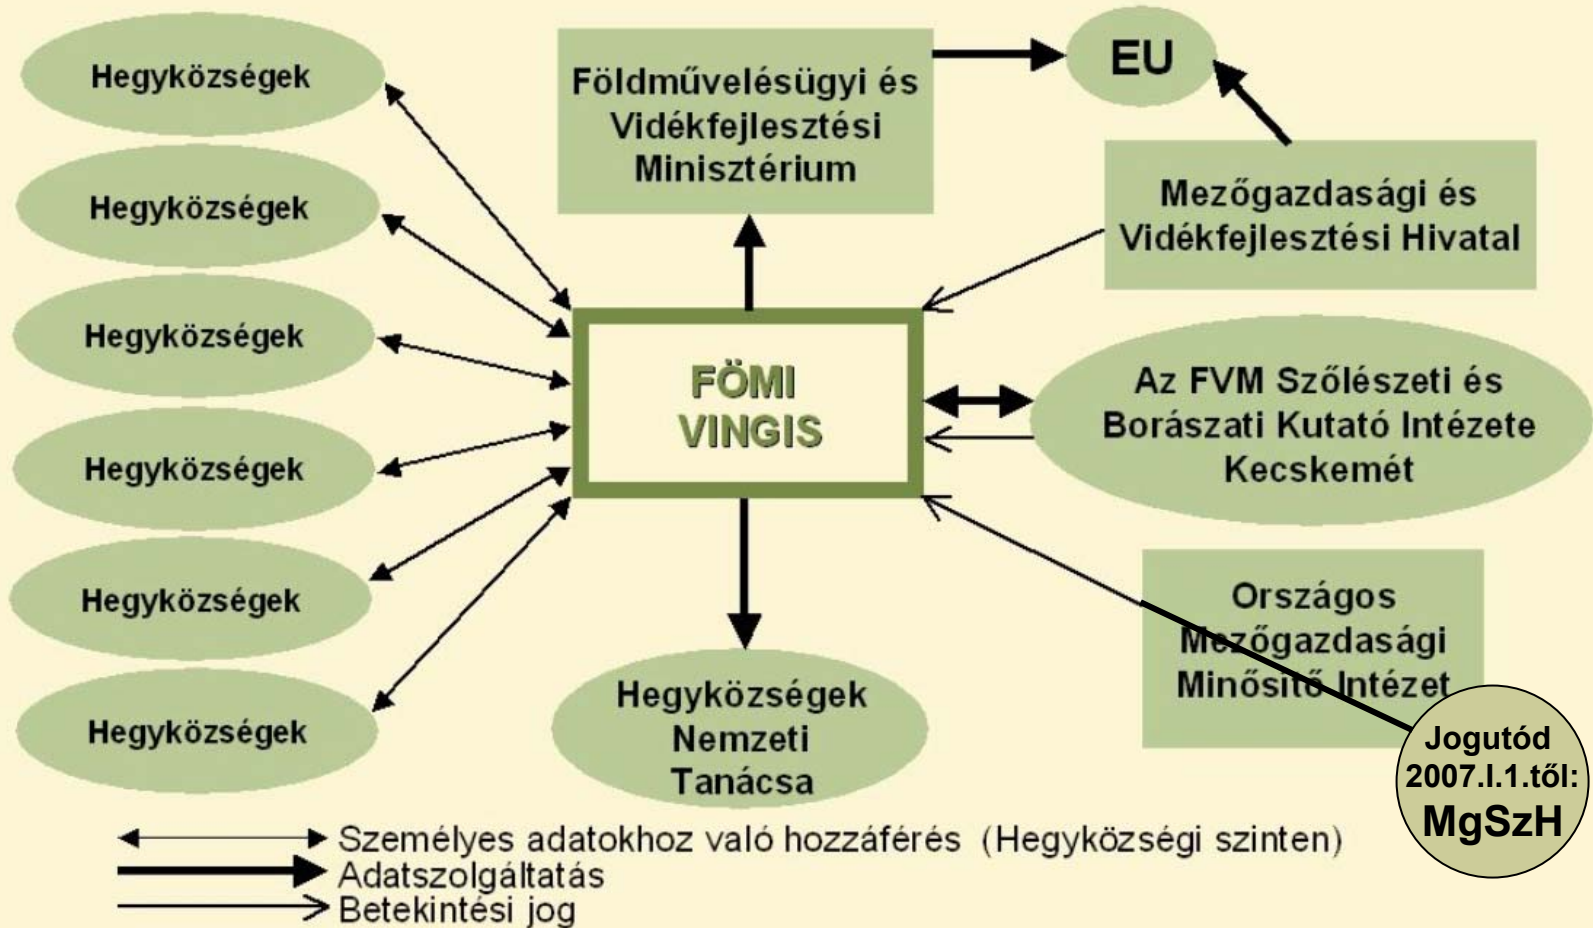 Hegyközségek
Hegyközségek
Hegyközségek
Hegyközségek
Hegyközségek
Hegyközségek
Földművelésügyi és
Vidékfejlesztési
Minisztérium
EU
Mezőgazdasági és
Vidékfejlesztési Hivatal
FÖMI
VINGIS
Az FVM Szőlészeti és
Borászati Kutató Intézete
Kecskemét
Országos
Mezőgazdasági
Minősítő Intézet
Jogutód
2007.I.1.től:
MgSzH
Hegyközségek
Nemzeti
Tanácsa
Személyes adatokhoz való hozzáférés (Hegyközségi szinten)
Adatszolgáltatás
Betekintési jog